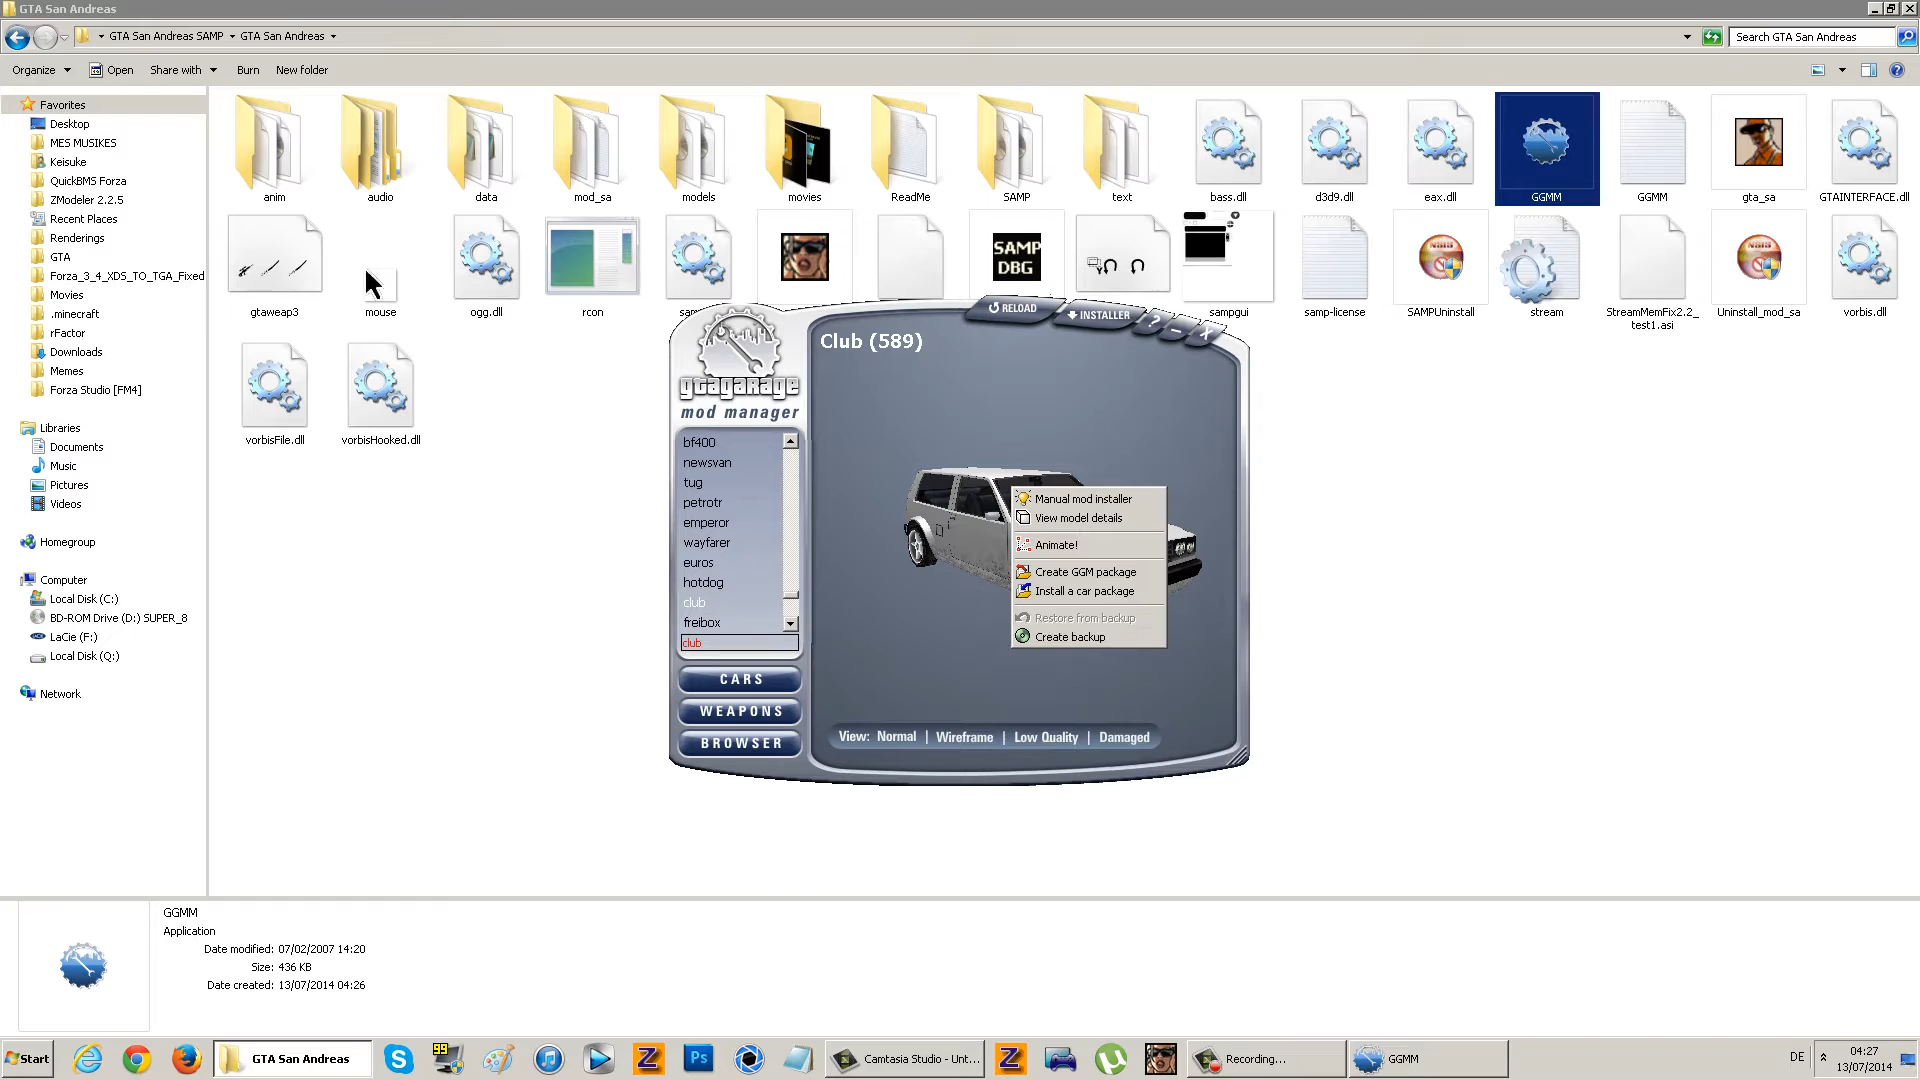 GTA San Andreas
GTA San Andreas SAMP
GTA San Andreas
Search GTA San Andreas
Organize
Open
Share with
Burn
New folder
Favorites
Desktop
MES MUSIKES
Keisuke
QuickBMS Forza
ZModeler 2.2.5
Recent Places
Renderings
GTA
Forza_3_4_XDS_TO_TGA_Fixed
Movies
.minecraft
rFactor
Downloads
Memes
Forza Studio [FM4]
Libraries
Documents
Music
Pictures
Videos
Homegroup
Computer
Local Disk (C:)
BD-ROM Drive (D:) SUPER_8
LaCie (F:)
Local Disk (Q:)
Network
anim
audio
data
mod_sa
models
movies
ReadMe
SAMP
text
bass.dll
d3d9.dll
eax.dll
GGMM
GGMM
gta_sa
GTAINTERFACE.dll
SAMP
DBG
NSIS
NSIS
gtaweap3
mouse
ogg.dll
rcon
sampgui
samp-license
SAMPUninstall
stream
StreamMemFix2.2_
test1.asi
Uninstall_mod_sa
vorbis.dll
vorbisFile.dll
vorbisHooked.dll
RELOAD
INSTALLER
?
Club (589)
gtagarage
mod manager
bf400
newsvan
tug
petrotr
emperor
wayfarer
euros
hotdog
club
freibox
club
CARS
WEAPONS
BROWSER
Manual mod installer
View model details
Animate!
Create GGM package
Install a car package
Restore from backup
Create backup
View: Normal | Wireframe | Low Quality | Damaged
GGMM
Application
Date modified: 07/02/2007 14:20
Size: 436 KB
Date created: 13/07/2014 04:26
Start
GTA San Andreas
99
Ps
Camtasia Studio - Unt...
Recording...
GGMM
DE
04:27
13/07/2014